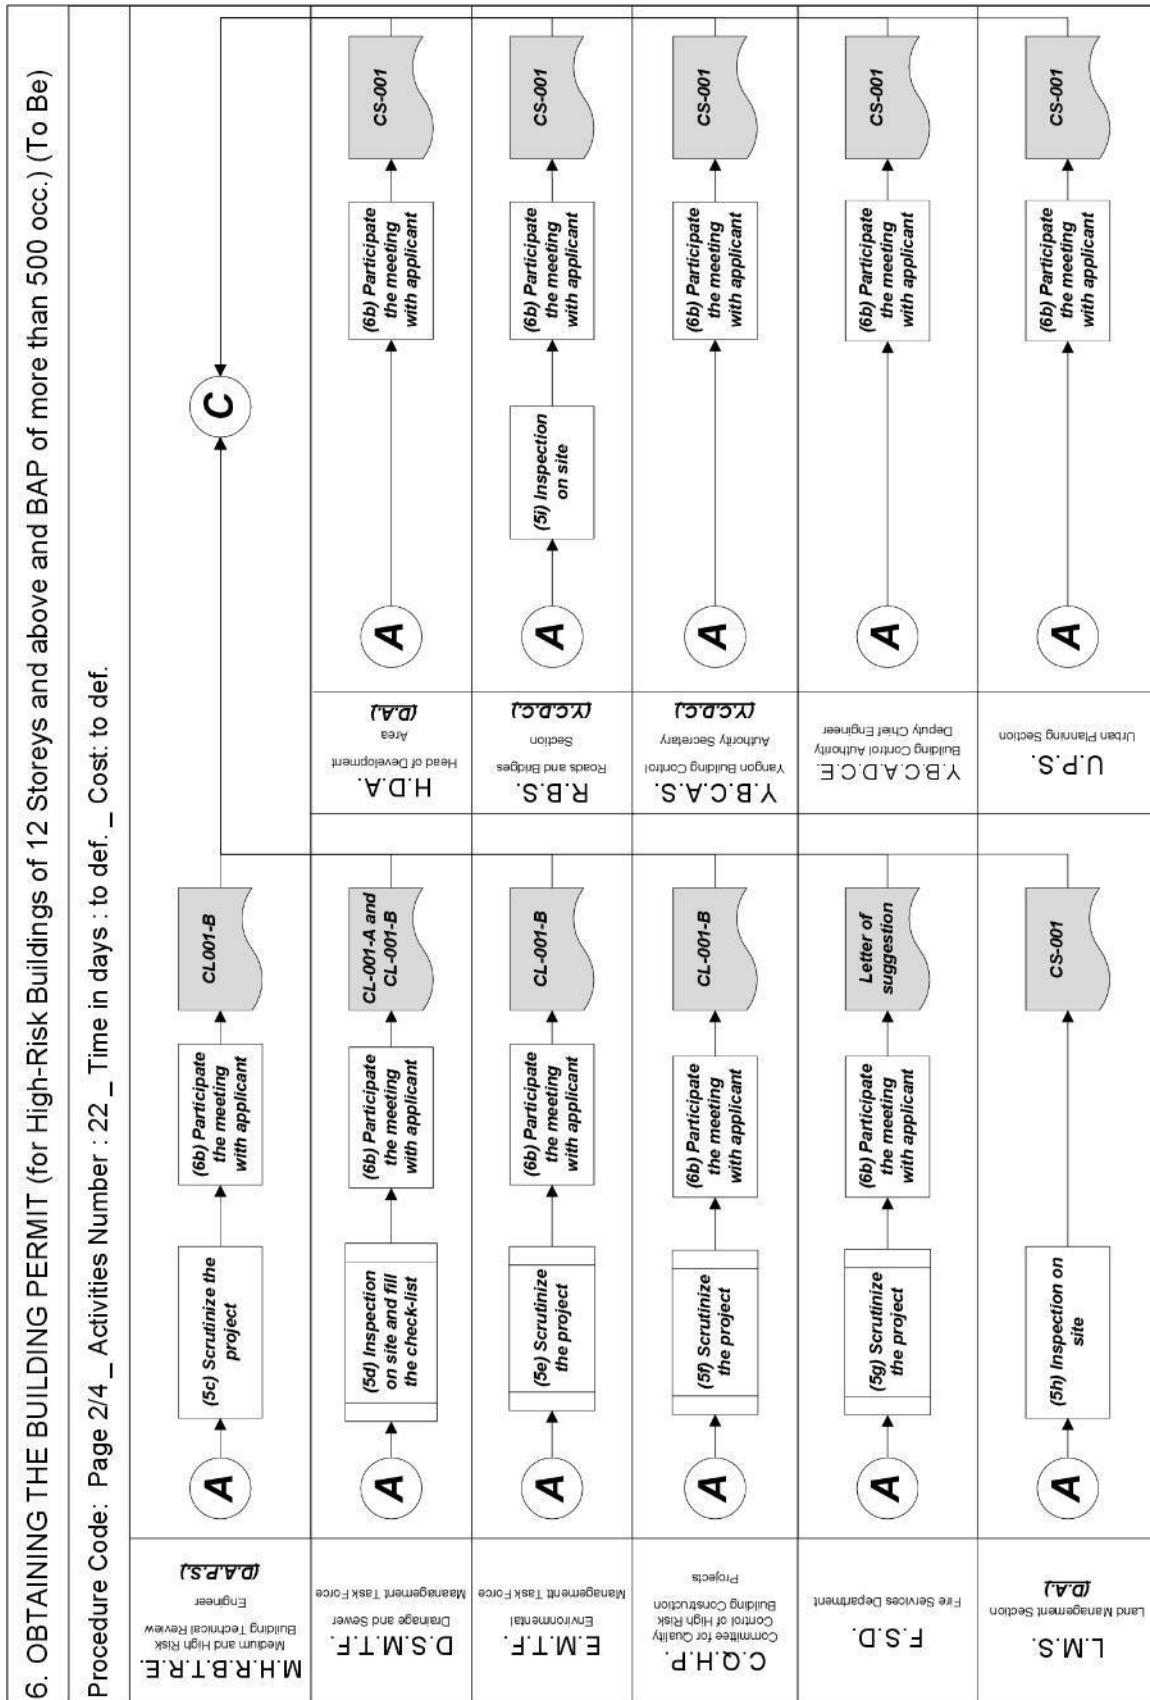 6. OBTAINING THE BUILDING PERMIT (for High-Risk Buildings of 12 Storeys and above and BAP of more than 500 occ.) (To Be)
Procedure Code: Page 2/4 _ Activities Number : 22 _ Time in days : to def. _ Cost: to def.
M.H.R.B.T.R.E.
Medium and High Risk
Building Technical Review
Engineer
(D.A.P.S.)
A
(5c) Scrutinize the
project
(6b) Participate
the meeting
with applicant
CL001-B
C
D.S.M.T.F.
Drainage and Sewer
Maanagement Task Force
A
(5d) Inspection
on site and fill
the check-list
(6b) Participate
the meeting
with applicant
CL-001-A and
CL-001-B
H.D.A.
Head of Development
Area
(D.A.)
A
(6b) Participate
the meeting
with applicant
CS-001
E.M.T.F.
Environmental
Managementt Task Force
A
(5e) Scrutinize
the project
(6b) Participate
the meeting
with applicant
CL-001-B
R.B.S.
Roads and Bridges
Section
(Y.C.D.C.)
A
(5i) Inspection
on site
(6b) Participate
the meeting
with applicant
CS-001
C.Q.H.P.
Committee for Quality
Control of High Risk
Building Construction
Projects
A
(5f) Scrutinize
the project
(6b) Participate
the meeting
with applicant
CL-001-B
Y.B.C.A.S.
Yangon Building Control
Authority Secretary
(Y.C.D.C.)
A
(6b) Participate
the meeting
with applicant
CS-001
F.S.D.
Fire Services Department
A
(5g) Scrutinize
the project
(6b) Participate
the meeting
with applicant
Letter of
suggestion
Y.B.C.A.D.C.E.
Building Control Authority
Deputy Chief Engineer
A
(6b) Participate
the meeting
with applicant
CS-001
L.M.S.
Land Management Section
(D.A.)
A
(5h) Inspection on
site
CS-001
U.P.S.
Urban Planning Section
A
(6b) Participate
the meeting
with applicant
CS-001